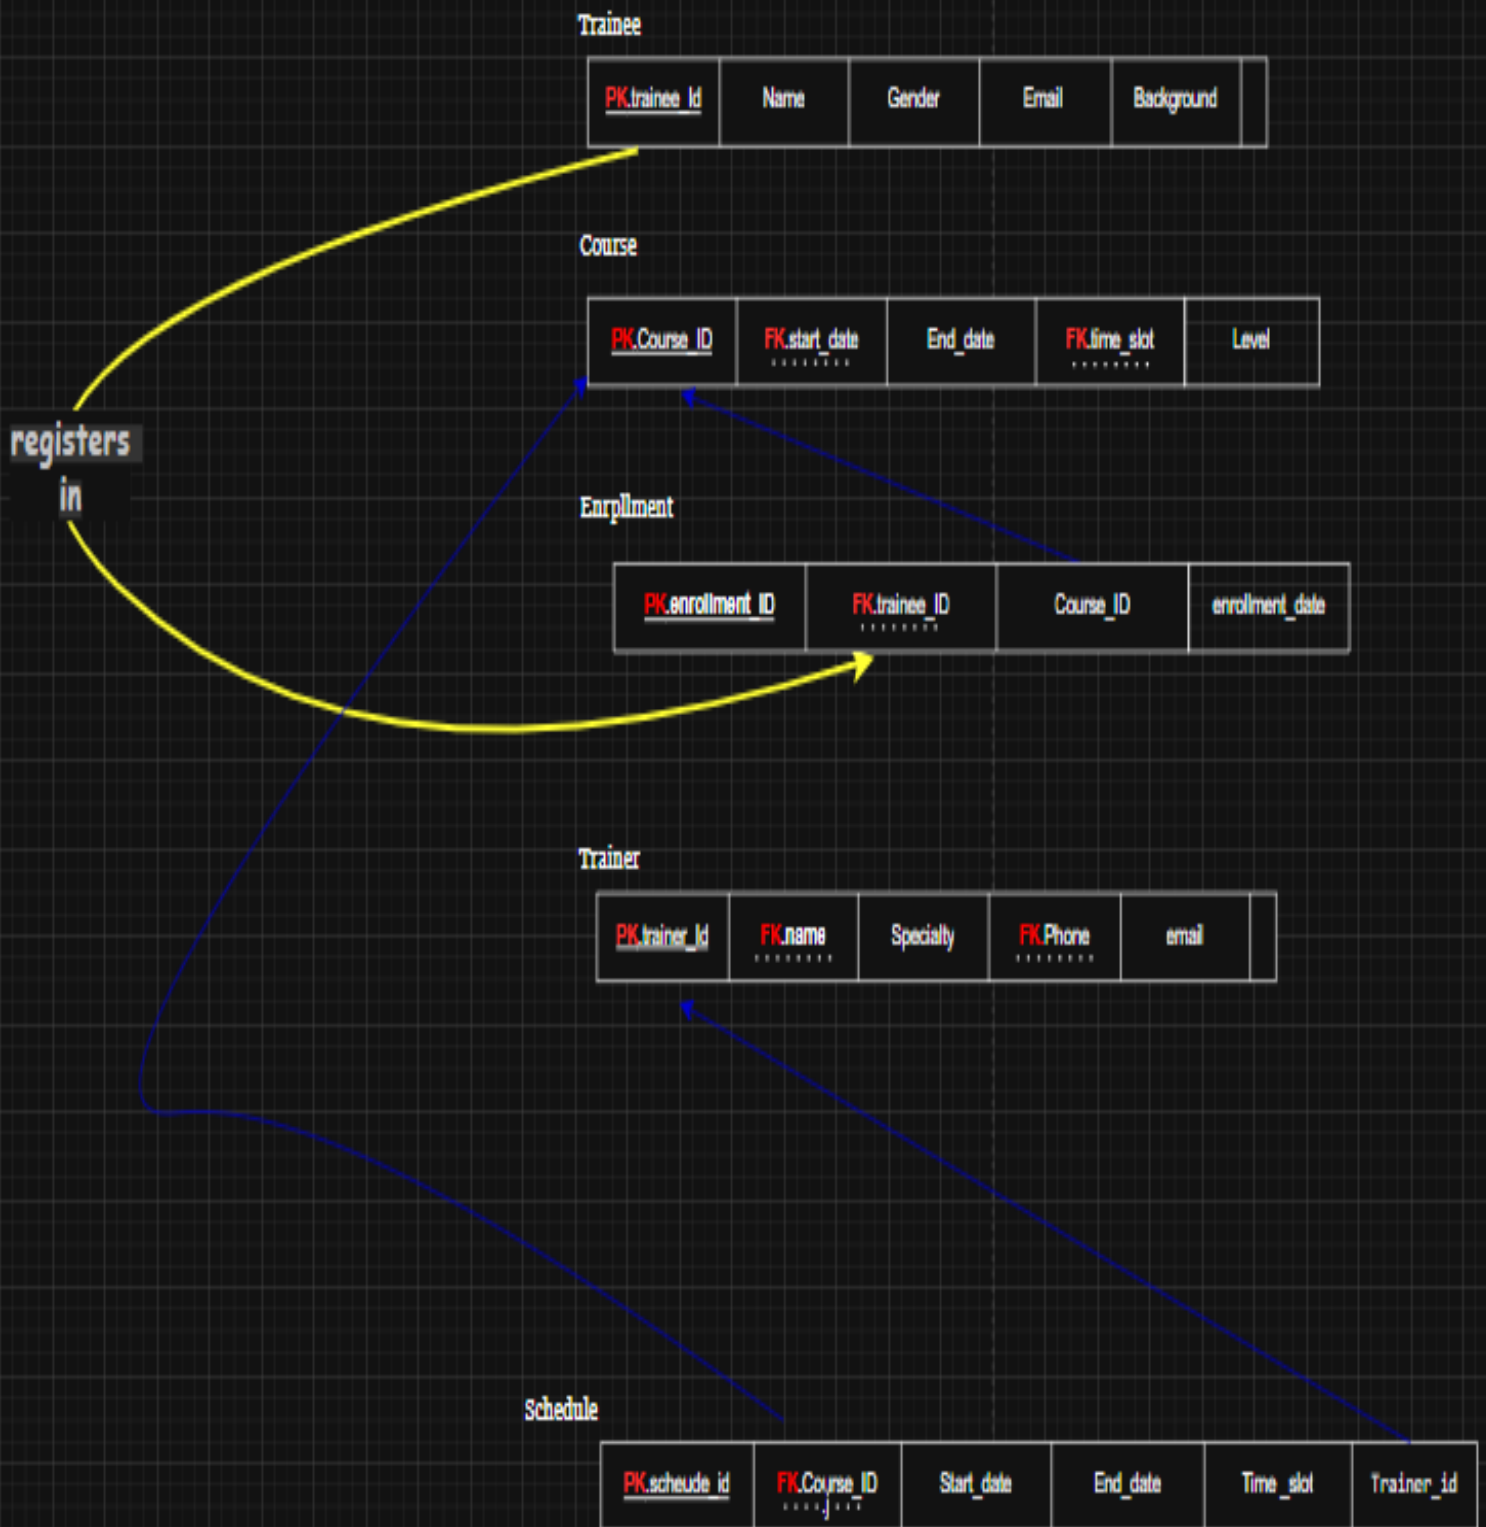 Trainee
PK.trainee_Id Name Gender Email Background
Course
PK.Course_ID FK.start_date End_date FK.time_slot Level
registers
in
Enrpllment
PK.enrollment_ID FK.trainee_ID Course_ID enrollment_date
Trainer
PK.trainer_Id FK.name Specialty FK.Phone email
Schedule
PK.scheude_id FK.Course_ID Start_date End_date Time_slot Trainer_id